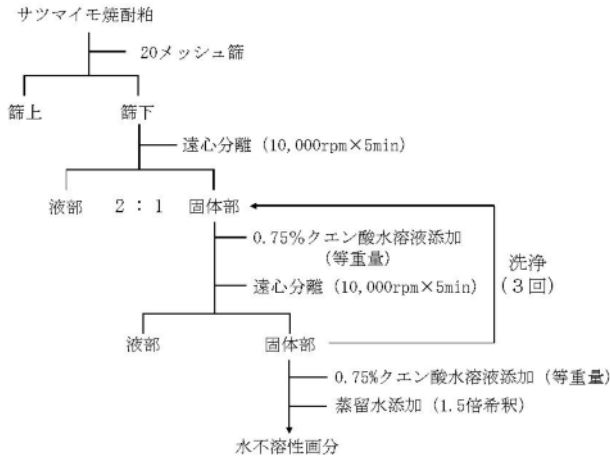 サツマイモ焼酎粕
20メッシュ篩
篩上
篩下
遠心分離 (10,000rpm×5min)
液部 2 : 1 固体部
0.75%クエン酸水溶液添加
(等重量)
洗浄
(3回)
遠心分離 (10,000rpm×5min)
液部
固体部
0.75%クエン酸水溶液添加 (等重量)
蒸留水添加 (1.5倍希釈)
水不溶性画分